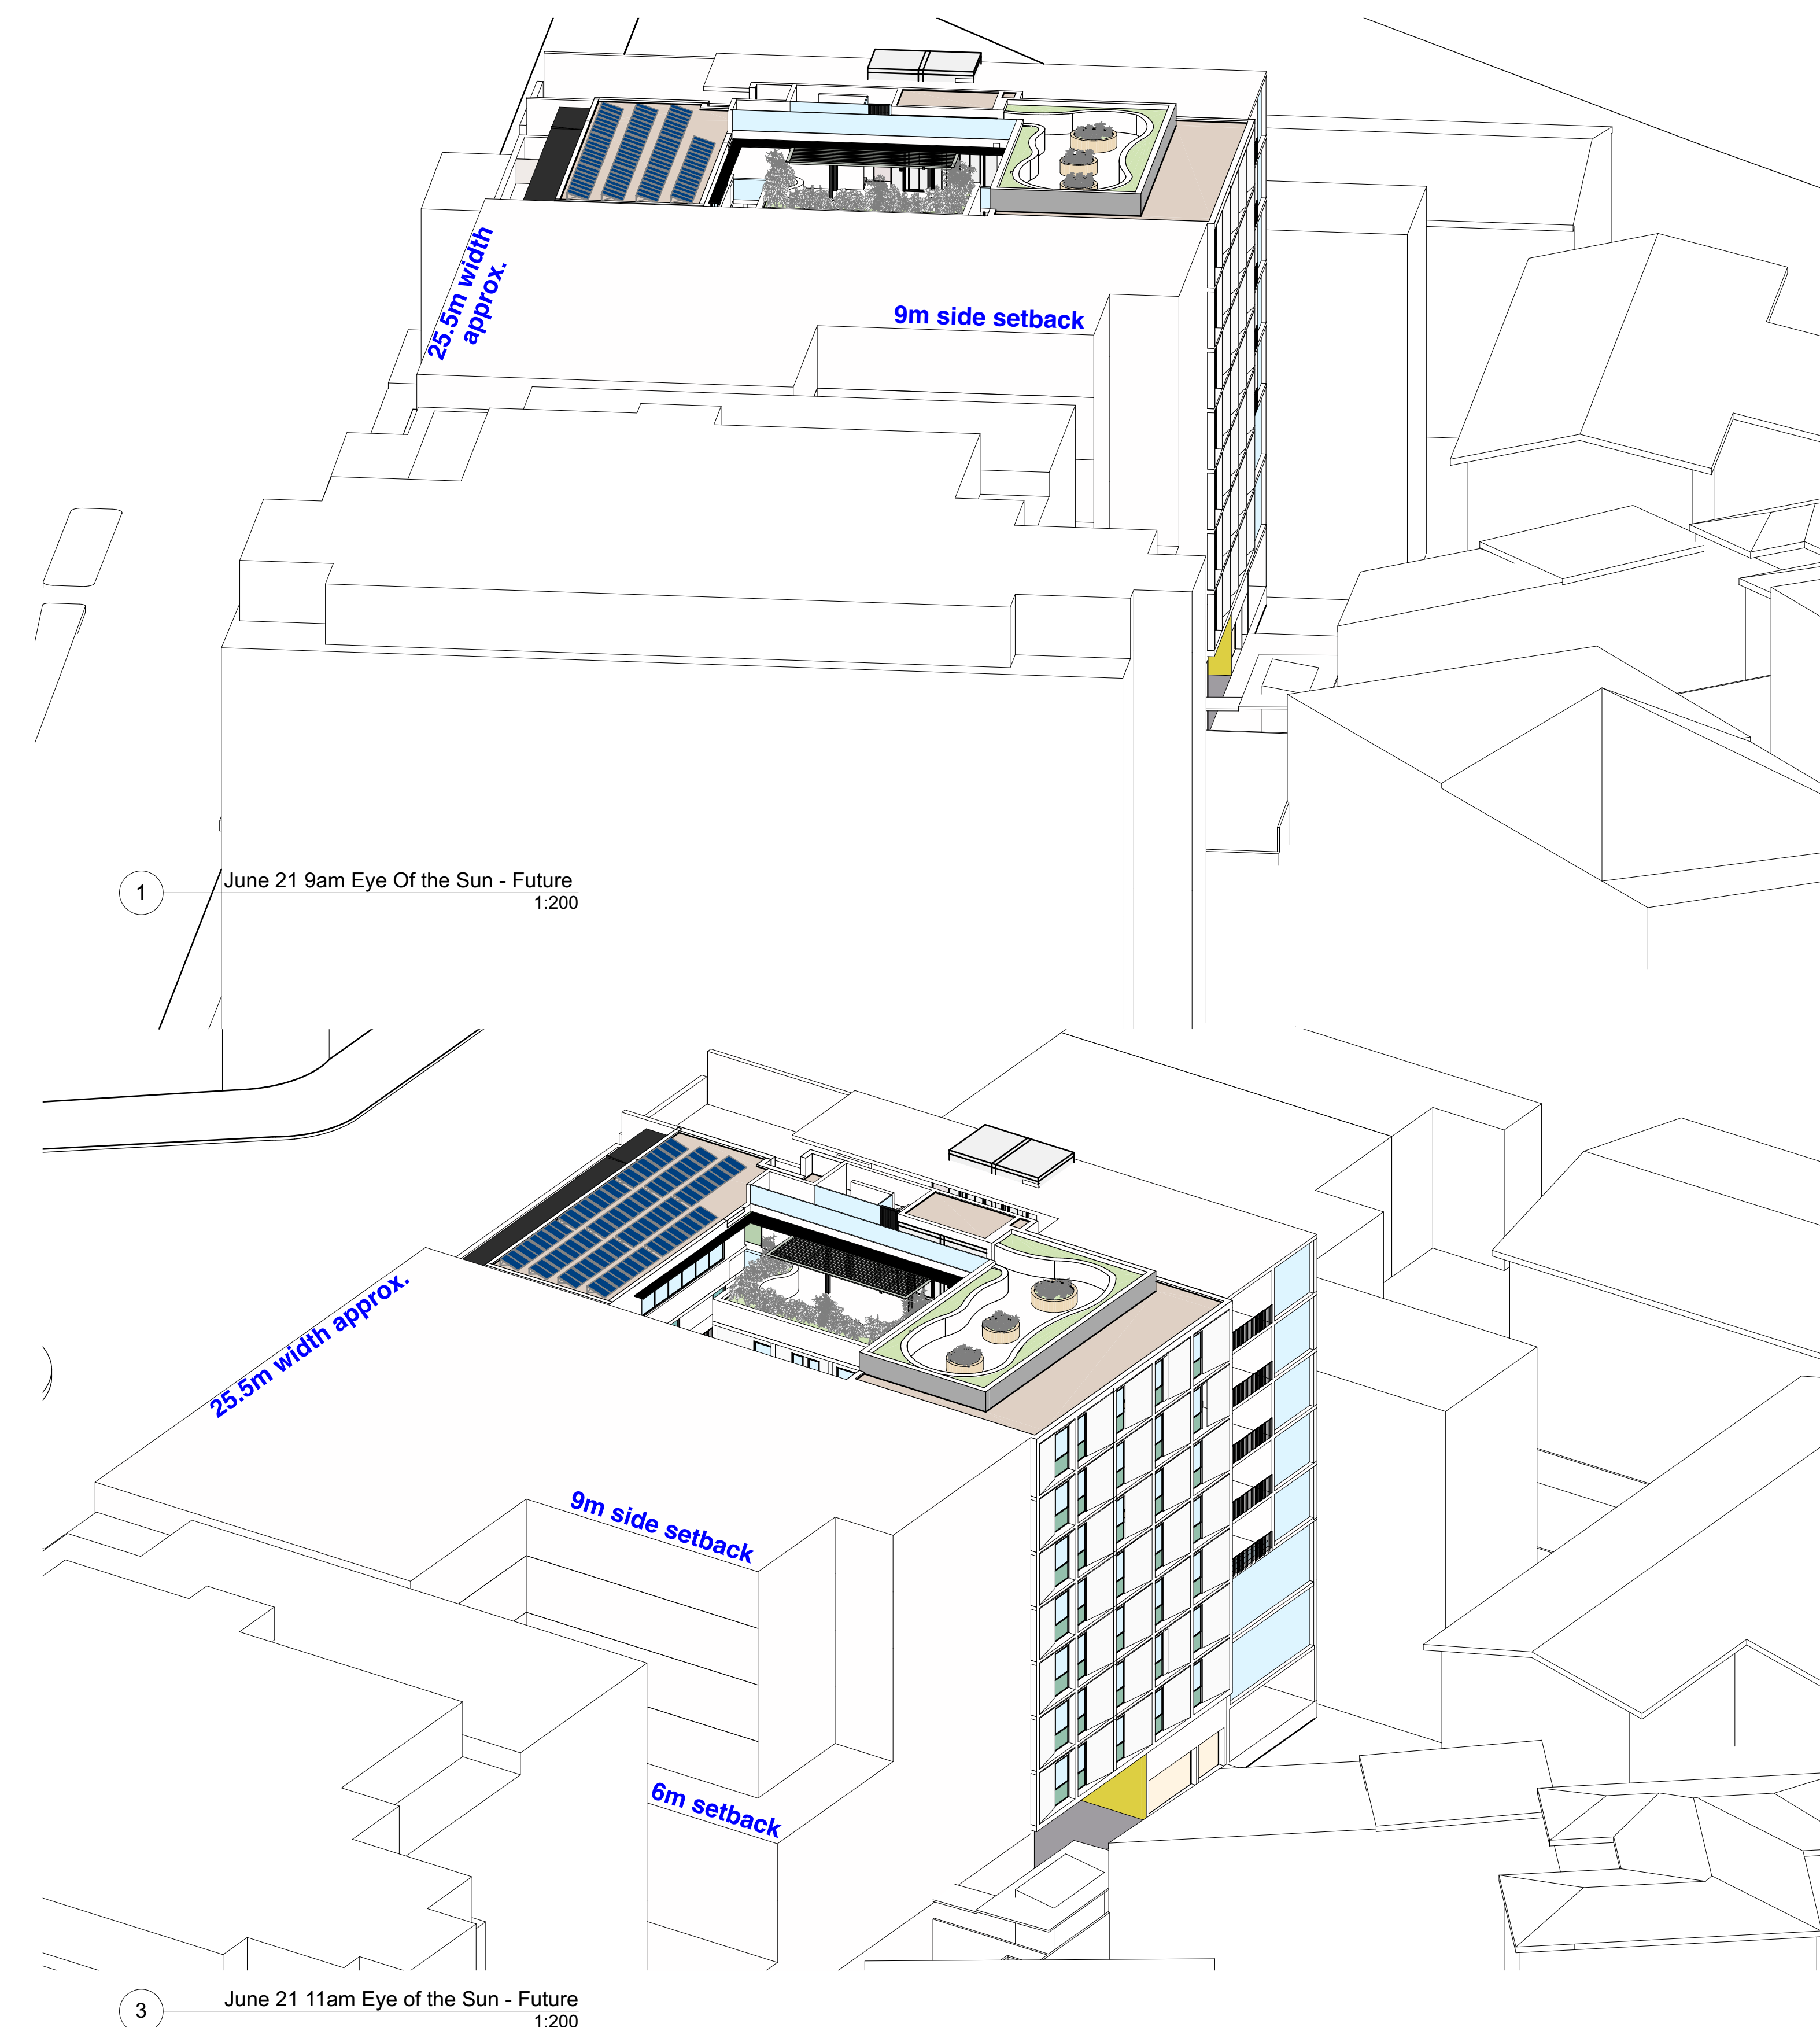 25.5m width
approx.
9m side setback
1
June 21 9am Eye Of the Sun - Future
1:200
25.5m width approx.
9m side setback
6m setback
3
June 21 11am Eye of the Sun - Future
1:200